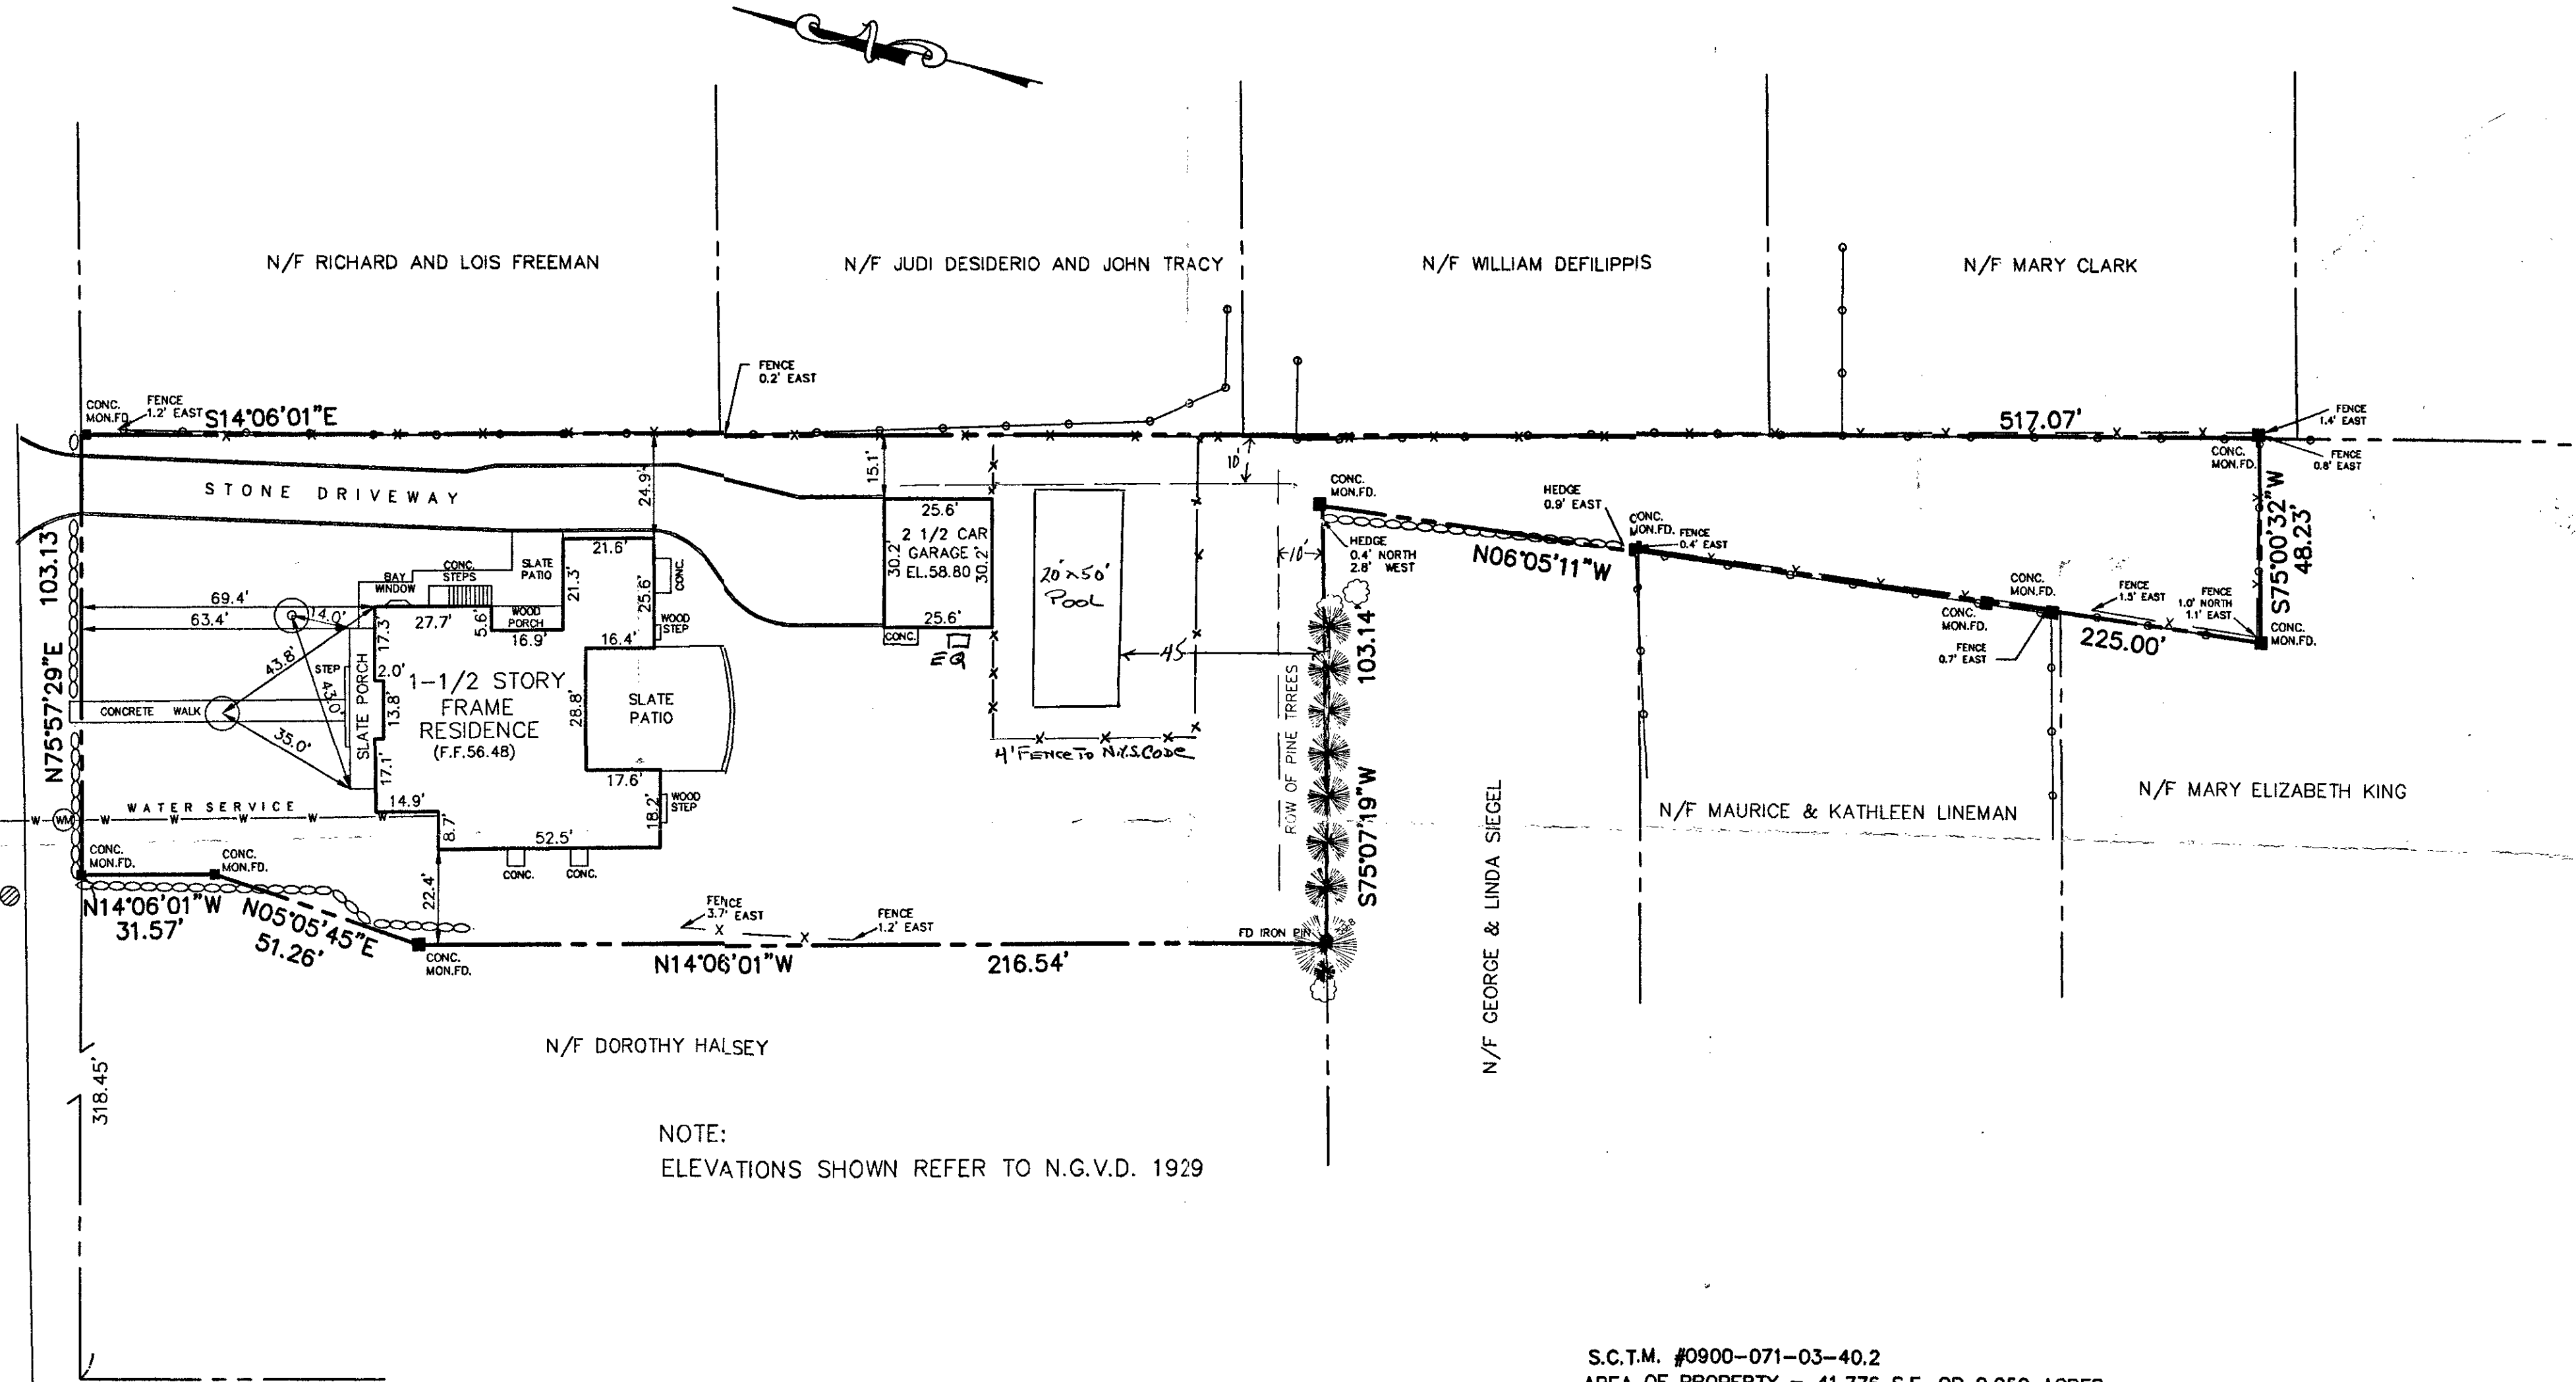 N/F RICHARD AND LOIS FREEMAN
N/F JUDI DESIDERIO AND JOHN TRACY
N/F WILLIAM DEFILIPPIS
N/F MARY CLARK
FENCE
0.2' EAST
CONC.
MON.FD.
FENCE
1.2' EAST
S14°06'01"E
517.07'
FENCE
1.4' EAST
FENCE
0.8' EAST
CONC.
MON.FD.
STONE DRIVEWAY
24.9'
15.1'
10'
25.6'
2 1/2 CAR
GARAGE
EL.58.80
30.2'
30.2'
25.6'
CONC.
EQ
20'x50'
POOL
45
10'
4' FENCE TO N.Y.S. CODE
CONC.
MON.FD.
HEDGE
0.4' NORTH
2.8' WEST
HEDGE
0.9' EAST
N06°05'11"W
CONC.
MON.FD.
FENCE
0.4' EAST
CONC.
MON.FD.
CONC.
MON.FD.
FENCE
0.7' EAST
FENCE
1.5' EAST
225.00'
FENCE
1.0' NORTH
1.1' EAST
CONC.
MON.FD.
S75°00'32"W
48.23'
N75°57'29"E 103.13'
69.4'
63.4'
14.0'
43.8'
43.0'
35.0'
BAY
WINDOW
CONC.
STEPS
SLATE
PATIO
21.6'
21.3'
25.6'
CONC.
WOOD
STEP
27.7'
5.6'
WOOD
PORCH
16.9'
16.4'
17.3'
2.0'
13.8'
17.1'
STEP
SLATE PORCH
CONCRETE WALK
1-1/2 STORY
FRAME
RESIDENCE
(F.F.56.48)
28.8'
SLATE
PATIO
17.6'
18.2'
WOOD
STEP
14.9'
8.7'
52.5'
CONC.
CONC.
22.4'
WATER SERVICE
W WM W W W W W
CONC.
MON.FD.
CONC.
MON.FD.
N14°06'01"W
31.57'
N05°05'45"E
51.26'
CONC.
MON.FD.
FENCE
3.7' EAST
FENCE
1.2' EAST
N14°06'01"W
216.54'
FD IRON PIN
ROW OF PINE TRREES
S75°07'19"W 103.14'
N/F GEORGE & LINDA SIEGEL
N/F MAURICE & KATHLEEN LINEMAN
N/F MARY ELIZABETH KING
N/F DOROTHY HALSEY
318.45'
NOTE:
ELEVATIONS SHOWN REFER TO N.G.V.D. 1929
S.C.T.M. #0900-071-03-40.2
AREA OF PROPERTY = 41,776 S.F. OR 0.959 ACRES